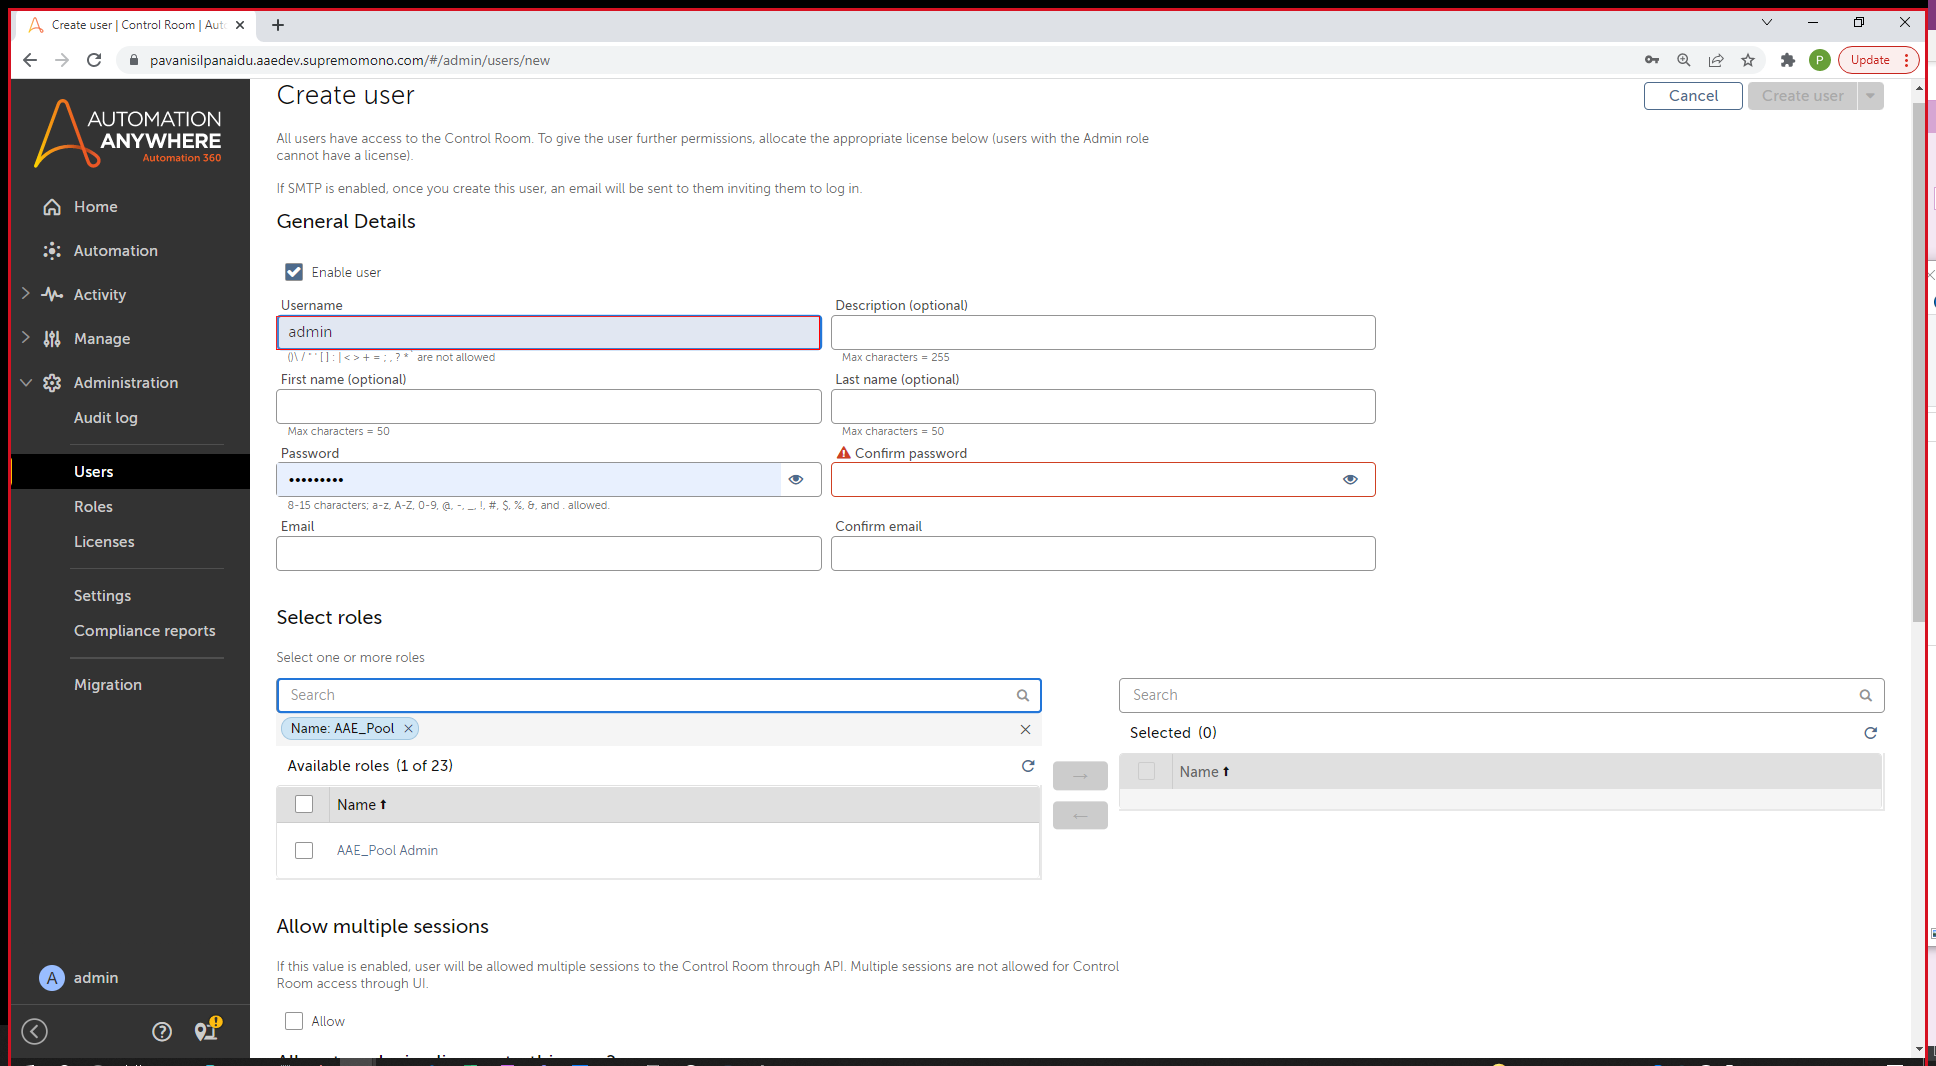 Create user | Control Room | Auto
pavanisilpanaidu.aaedev.supremomono.com/#/admin/users/new
P
Update
AUTOMATION
ANYWHERE
Automation 360
Home
Automation
Activity
Manage
Administration
Audit log
Users
Roles
Licenses
Settings
Compliance reports
Migration
A
admin
Create user
Cancel
Create user
All users have access to the Control Room. To give the user further permissions, allocate the appropriate license below (users with the Admin role
cannot have a license).
If SMTP is enabled, once you create this user, an email will be sent to them inviting them to log in.
General Details
Enable user
Username
Description (optional)
admin
()\ / " ' [ ] : | < > + = ; , ? * ` are not allowed
Max characters = 255
First name (optional)
Last name (optional)
Max characters = 50
Max characters = 50
Password
Confirm password
•••••••••
8-15 characters; a-z, A-Z, 0-9, @, -, _, !, #, $, %, &, and . allowed.
Email
Confirm email
Select roles
Select one or more roles
Search
Search
Name: AAE_Pool
Selected (0)
Available roles (1 of 23)
Name
Name
AAE_Pool Admin
Allow multiple sessions
If this value is enabled, user will be allowed multiple sessions to the Control Room through API. Multiple sessions are not allowed for Control
Room access through UI.
Allow